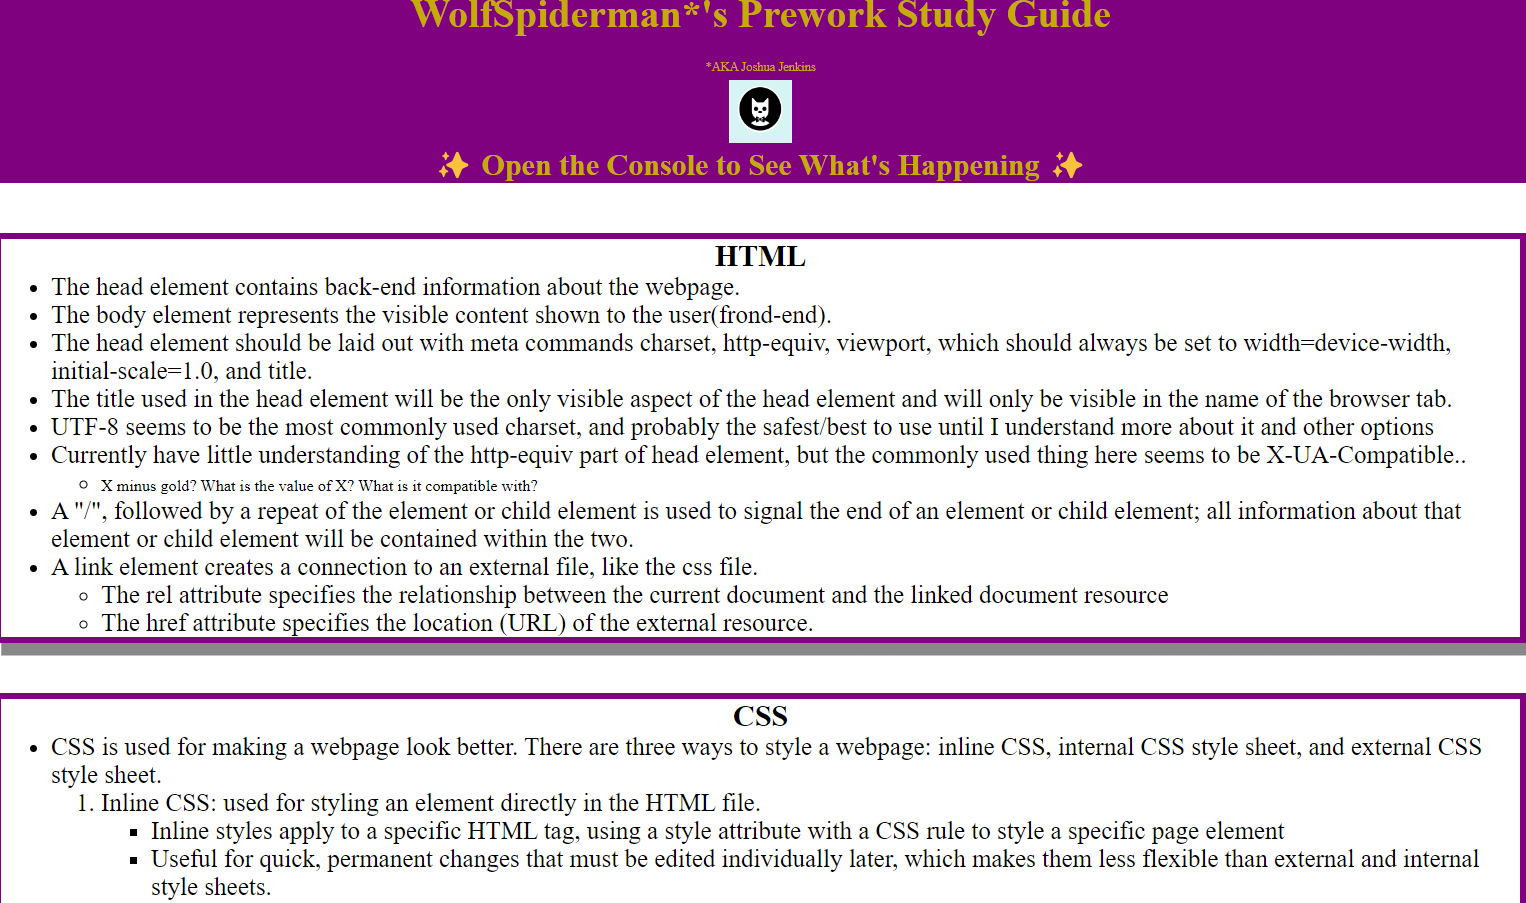 WolfSpiderman*'s Prework Study Guide
*AKA Joshua Jenkins
✨ Open the Console to See What's Happening ✨
HTML
• The head element contains back-end information about the webpage.
• The body element represents the visible content shown to the user(frond-end).
• The head element should be laid out with meta commands charset, http-equiv, viewport, which should always be set to width=device-width,
initial-scale=1.0, and title.
• The title used in the head element will be the only visible aspect of the head element and will only be visible in the name of the browser tab.
• UTF-8 seems to be the most commonly used charset, and probably the safest/best to use until I understand more about it and other options
• Currently have little understanding of the http-equiv part of head element, but the commonly used thing here seems to be X-UA-Compatible..
◦ X minus gold? What is the value of X? What is it compatible with?
• A "/", followed by a repeat of the element or child element is used to signal the end of an element or child element; all information about that
element or child element will be contained within the two.
• A link element creates a connection to an external file, like the css file.
◦ The rel attribute specifies the relationship between the current document and the linked document resource
◦ The href attribute specifies the location (URL) of the external resource.
CSS
• CSS is used for making a webpage look better. There are three ways to style a webpage: inline CSS, internal CSS style sheet, and external CSS
style sheet.
1. Inline CSS: used for styling an element directly in the HTML file.
▪ Inline styles apply to a specific HTML tag, using a style attribute with a CSS rule to style a specific page element
▪ Useful for quick, permanent changes that must be edited individually later, which makes them less flexible than external and internal
style sheets.